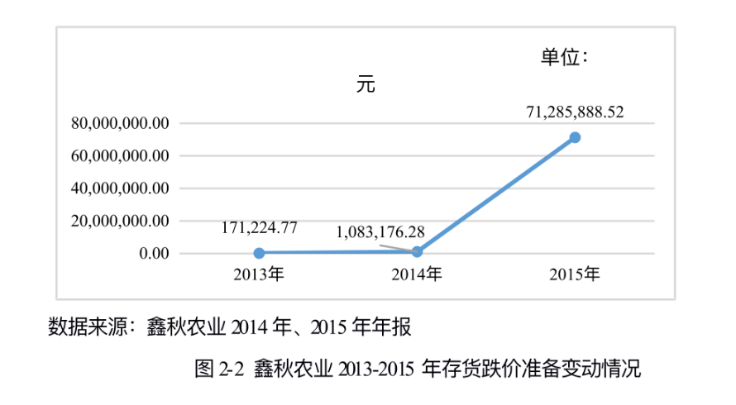 单位：
元
71,285,888.52
80,000,000.00
60,000,000.00
40,000,000.00
20,000,000.00
171,224.77
1,083,176.28
0.00
2013年 2014年 2015年
数据来源：鑫秋农业 2014 年、2015 年年报
图 2-2 鑫秋农业 2013-2015 年存货跌价准备变动情况